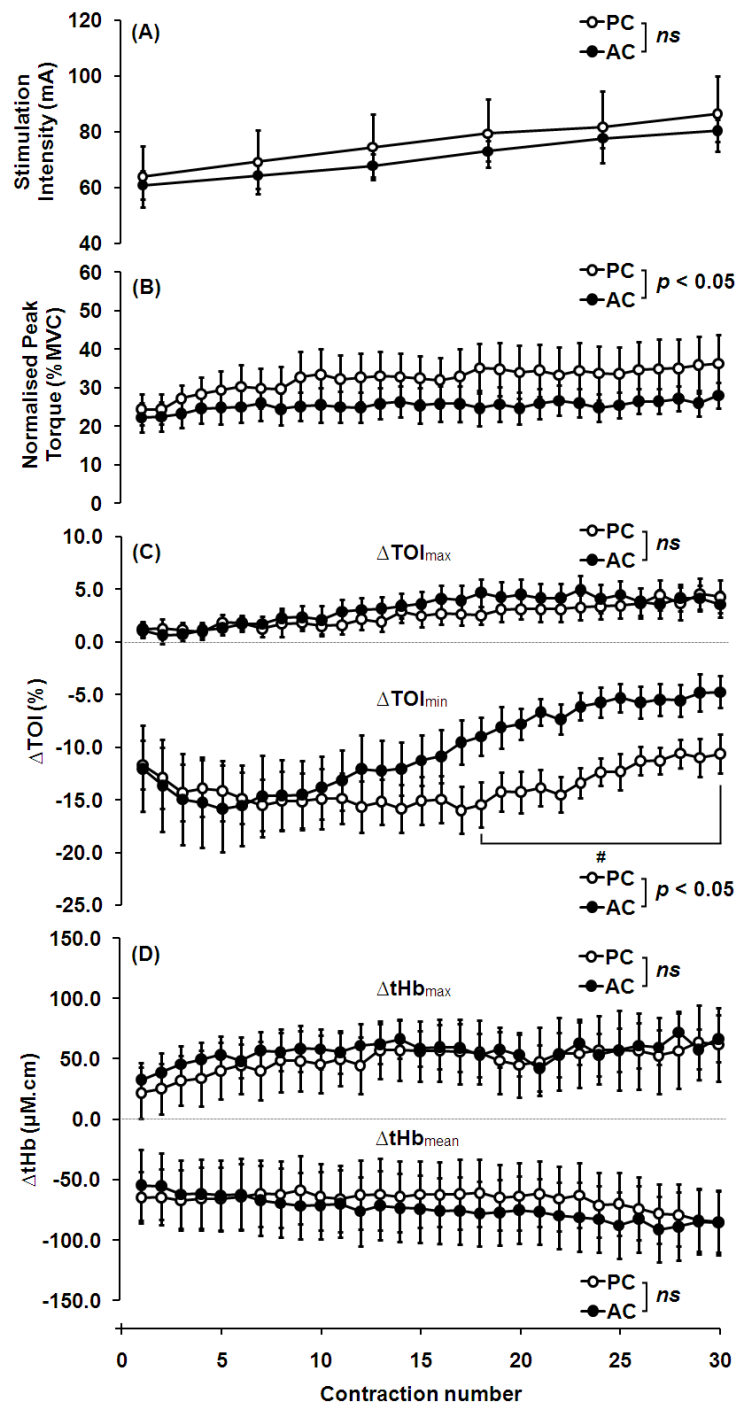 (A)
PC
AC
ns
120
100
80
60
40
Stimulation
Intensity (mA)
(B)
PC
AC
p < 0.05
60
50
40
30
20
10
0
Normalised Peak
Torque (% MVC)
(C)
ΔTOImax
PC
AC
ns
10.0
5.0
0.0
-5.0
-10.0
-15.0
-20.0
-25.0
ΔTOI (%)
ΔTOImin
#
PC
AC
p < 0.05
(D)
ΔtHbmax
PC
AC
ns
150.0
100.0
50.0
0.0
-50.0
-100.0
-150.0
ΔtHb (µM.cm)
ΔtHbmean
PC
AC
ns
0 5 10 15 20 25 30
Contraction number